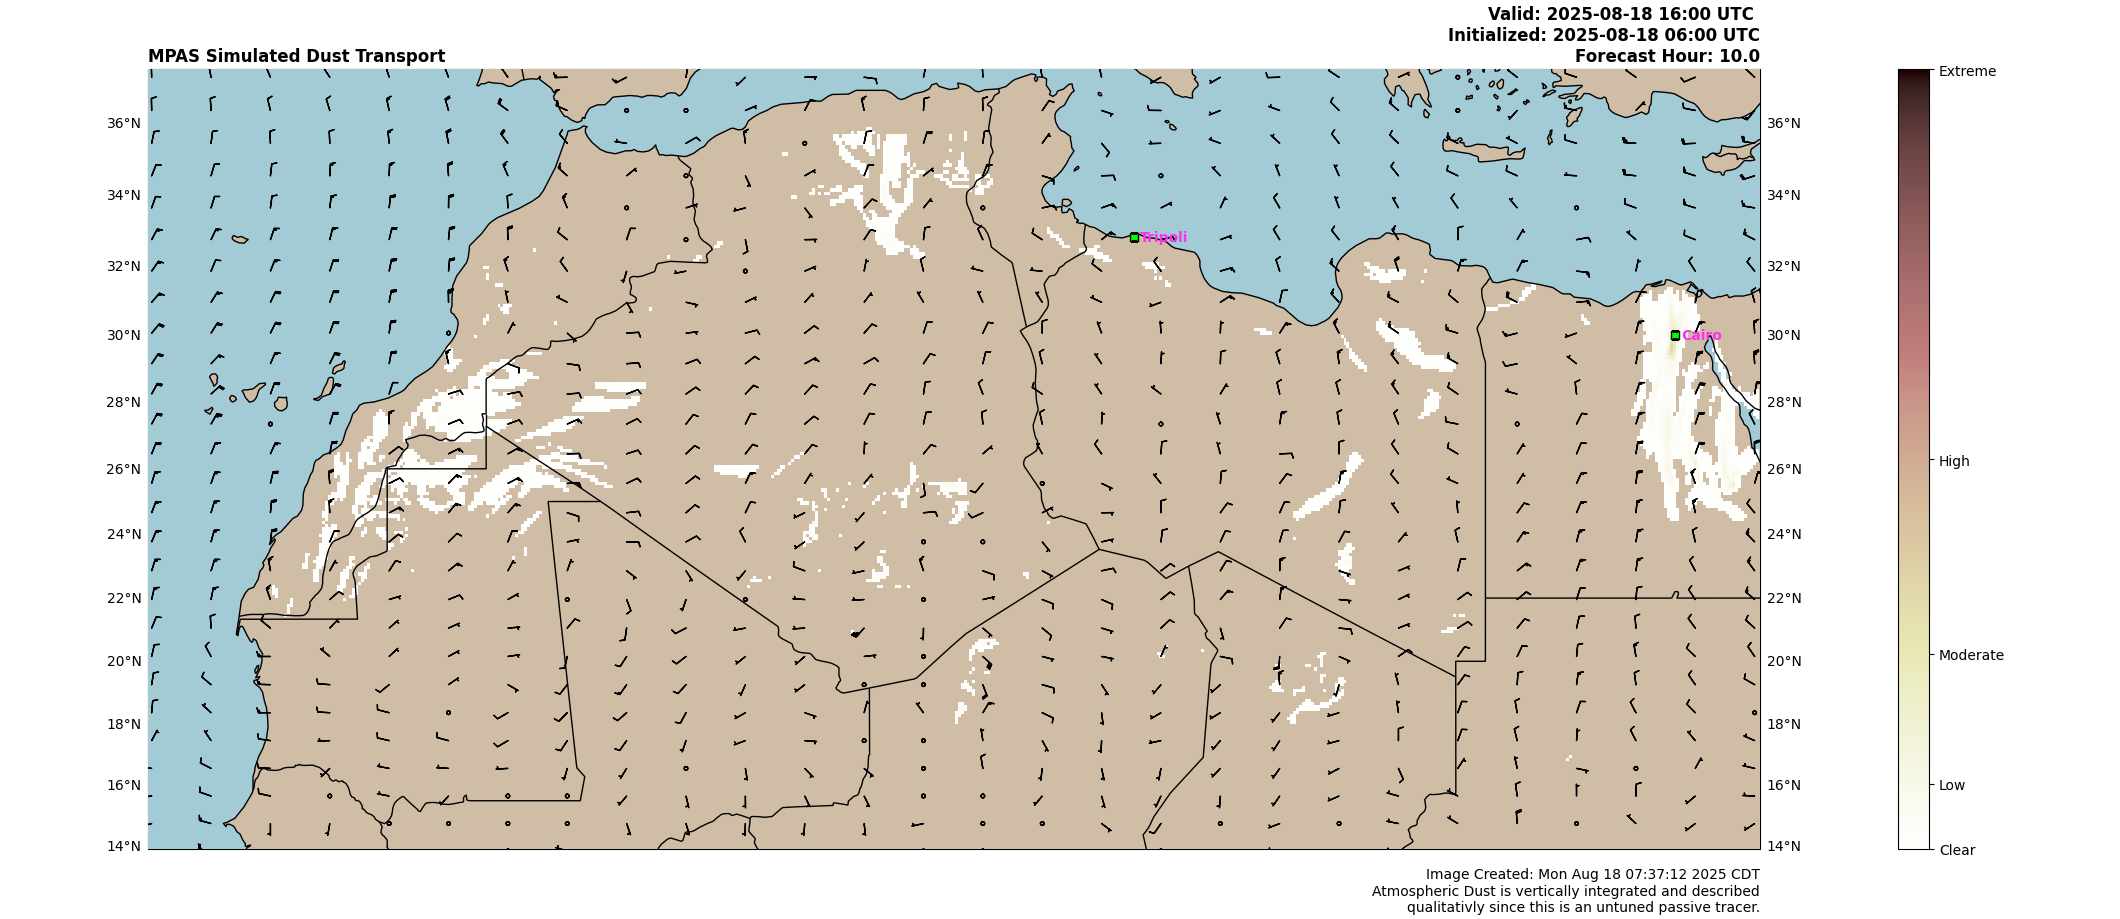 Valid: 2025-08-18 16:00 UTC
Initialized: 2025-08-18 06:00 UTC
MPAS Simulated Dust Transport
Forecast Hour: 10.0
36°N
36°N
34°N
34°N
32°N
32°N
30°N
30°N
28°N
28°N
26°N
26°N
24°N
24°N
22°N
22°N
20°N
20°N
18°N
18°N
16°N
16°N
14°N
14°N
Tripoli
Cairo
Extreme
High
Moderate
Low
Clear
Image Created: Mon Aug 18 07:37:12 2025 CDT
Atmospheric Dust is vertically integrated and described
qualitativly since this is an untuned passive tracer.